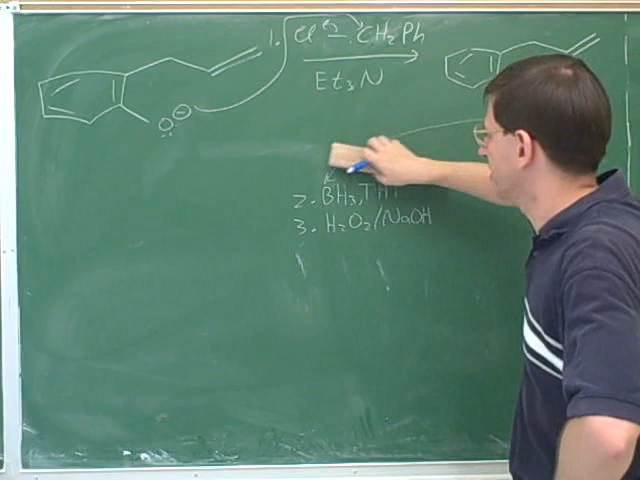 1. Cl - CH2Ph
Et3N
O
2. BH3, THF
3. H2O2/NaOH